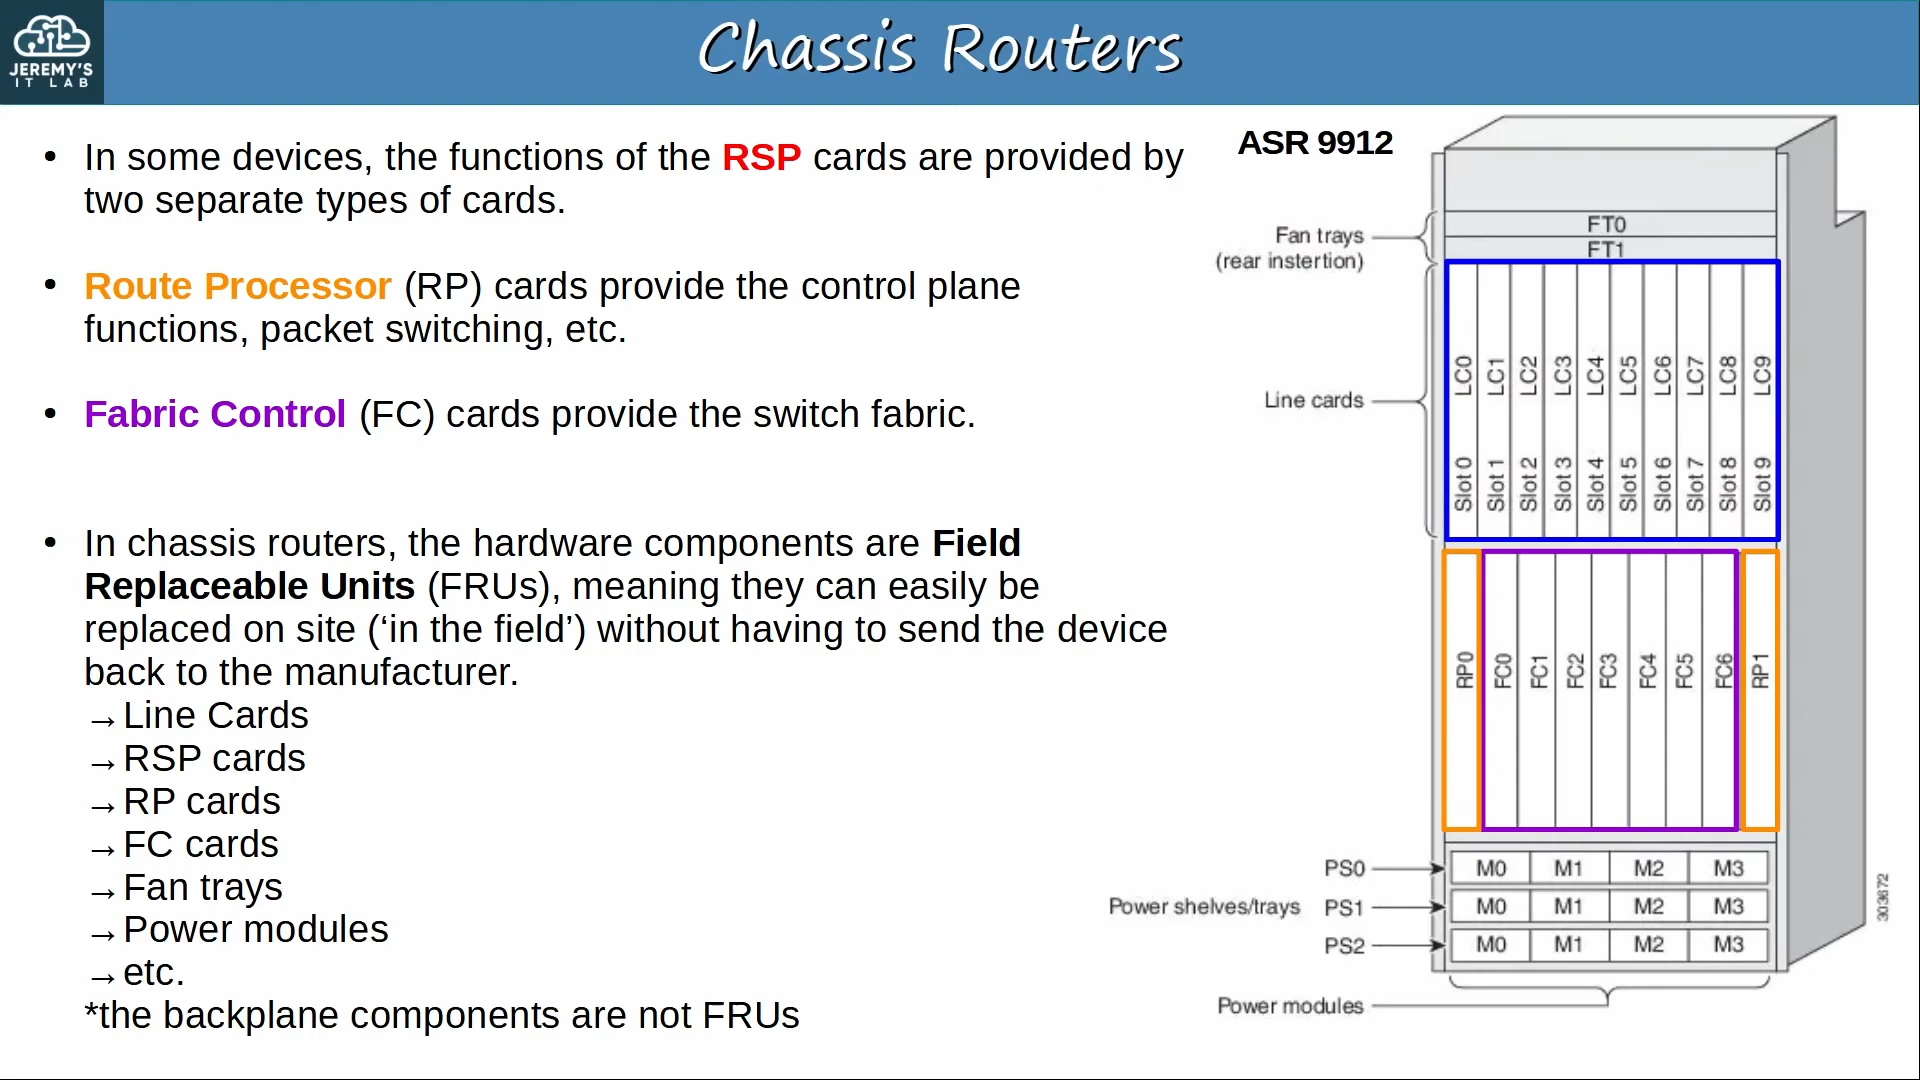 JEREMY'S
IT LAB
Chassis Routers
• In some devices, the functions of the RSP cards are provided by
two separate types of cards.
• Route Processor (RP) cards provide the control plane
functions, packet switching, etc.
• Fabric Control (FC) cards provide the switch fabric.
• In chassis routers, the hardware components are Field
Replaceable Units (FRUs), meaning they can easily be
replaced on site (‘in the field’) without having to send the device
back to the manufacturer.
→Line Cards
→RSP cards
→RP cards
→FC cards
→Fan trays
→Power modules
→etc.
*the backplane components are not FRUs
ASR 9912
Fan trays
(rear instertion)
FT0
FT1
Line cards
LC0 LC1 LC2 LC3 LC4 LC5 LC6 LC7 LC8 LC9
Slot 0 Slot 1 Slot 2 Slot 3 Slot 4 Slot 5 Slot 6 Slot 7 Slot 8 Slot 9
RP0 FC0 FC1 FC2 FC3 FC4 FC5 FC6 RP1
PS0 M0 M1 M2 M3
Power shelves/trays PS1 M0 M1 M2 M3
PS2 M0 M1 M2 M3
Power modules
303672